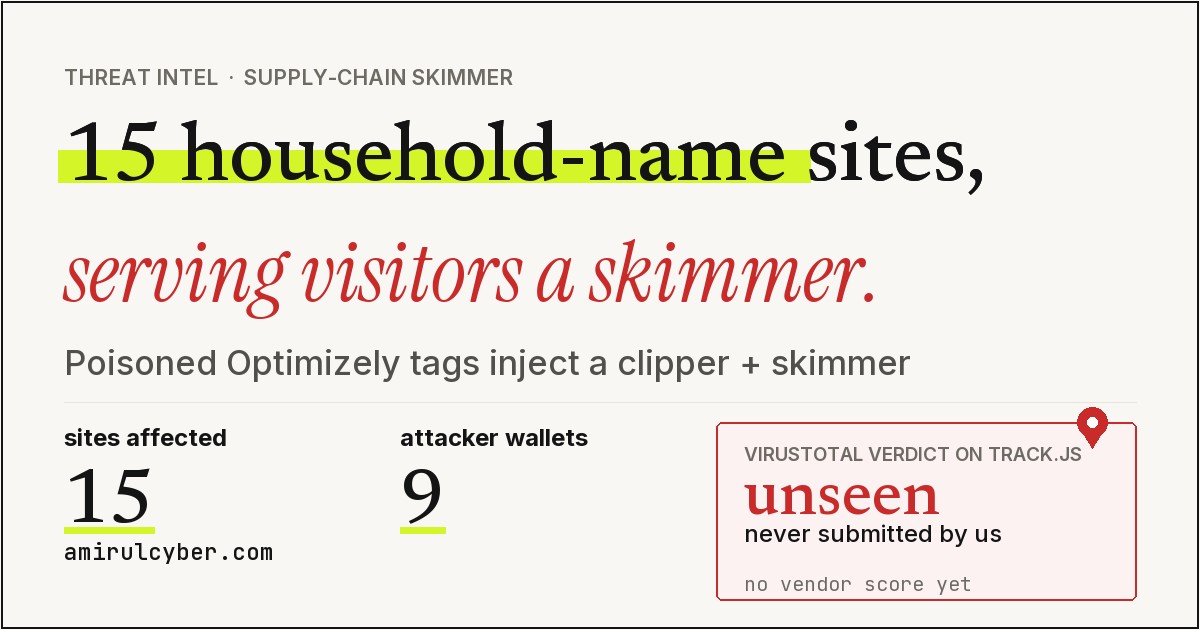 THREAT INTEL · SUPPLY-CHAIN SKIMMER
15 household-name sites,
serving visitors a skimmer.
Poisoned Optimizely tags inject a clipper + skimmer
sites affected
15
amirulcyber.com
attacker wallets
9
VIRUSTOTAL VERDICT ON TRACK.JS
unseen
never submitted by us
no vendor score yet